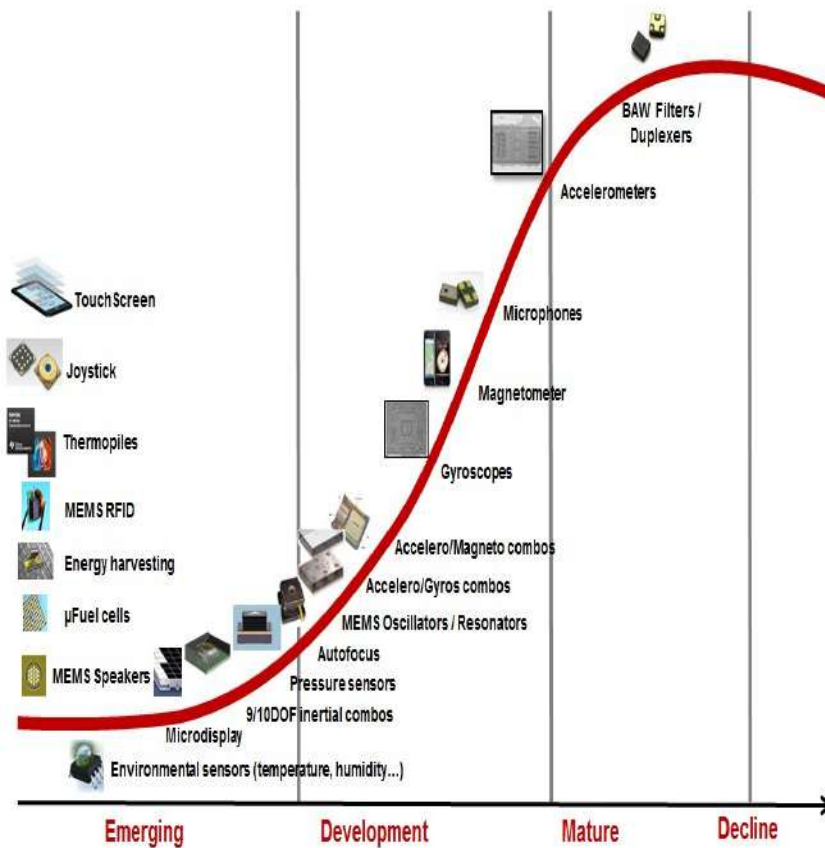 BAW Filters /
Duplexers
Accelerometers
Touch Screen
Microphones
Joystick
Magnetometer
Thermopiles
Gyroscopes
MEMS RFID
Accelero/Magneto combos
Energy harvesting
Accelero/Gyros combos
µFuel cells
MEMS Oscillators / Resonators
Autofocus
MEMS Speakers
Pressure sensors
9/10DOF inertial combos
Microdisplay
Environmental sensors (temperature, humidity…)
Emerging
Development
Mature
Decline